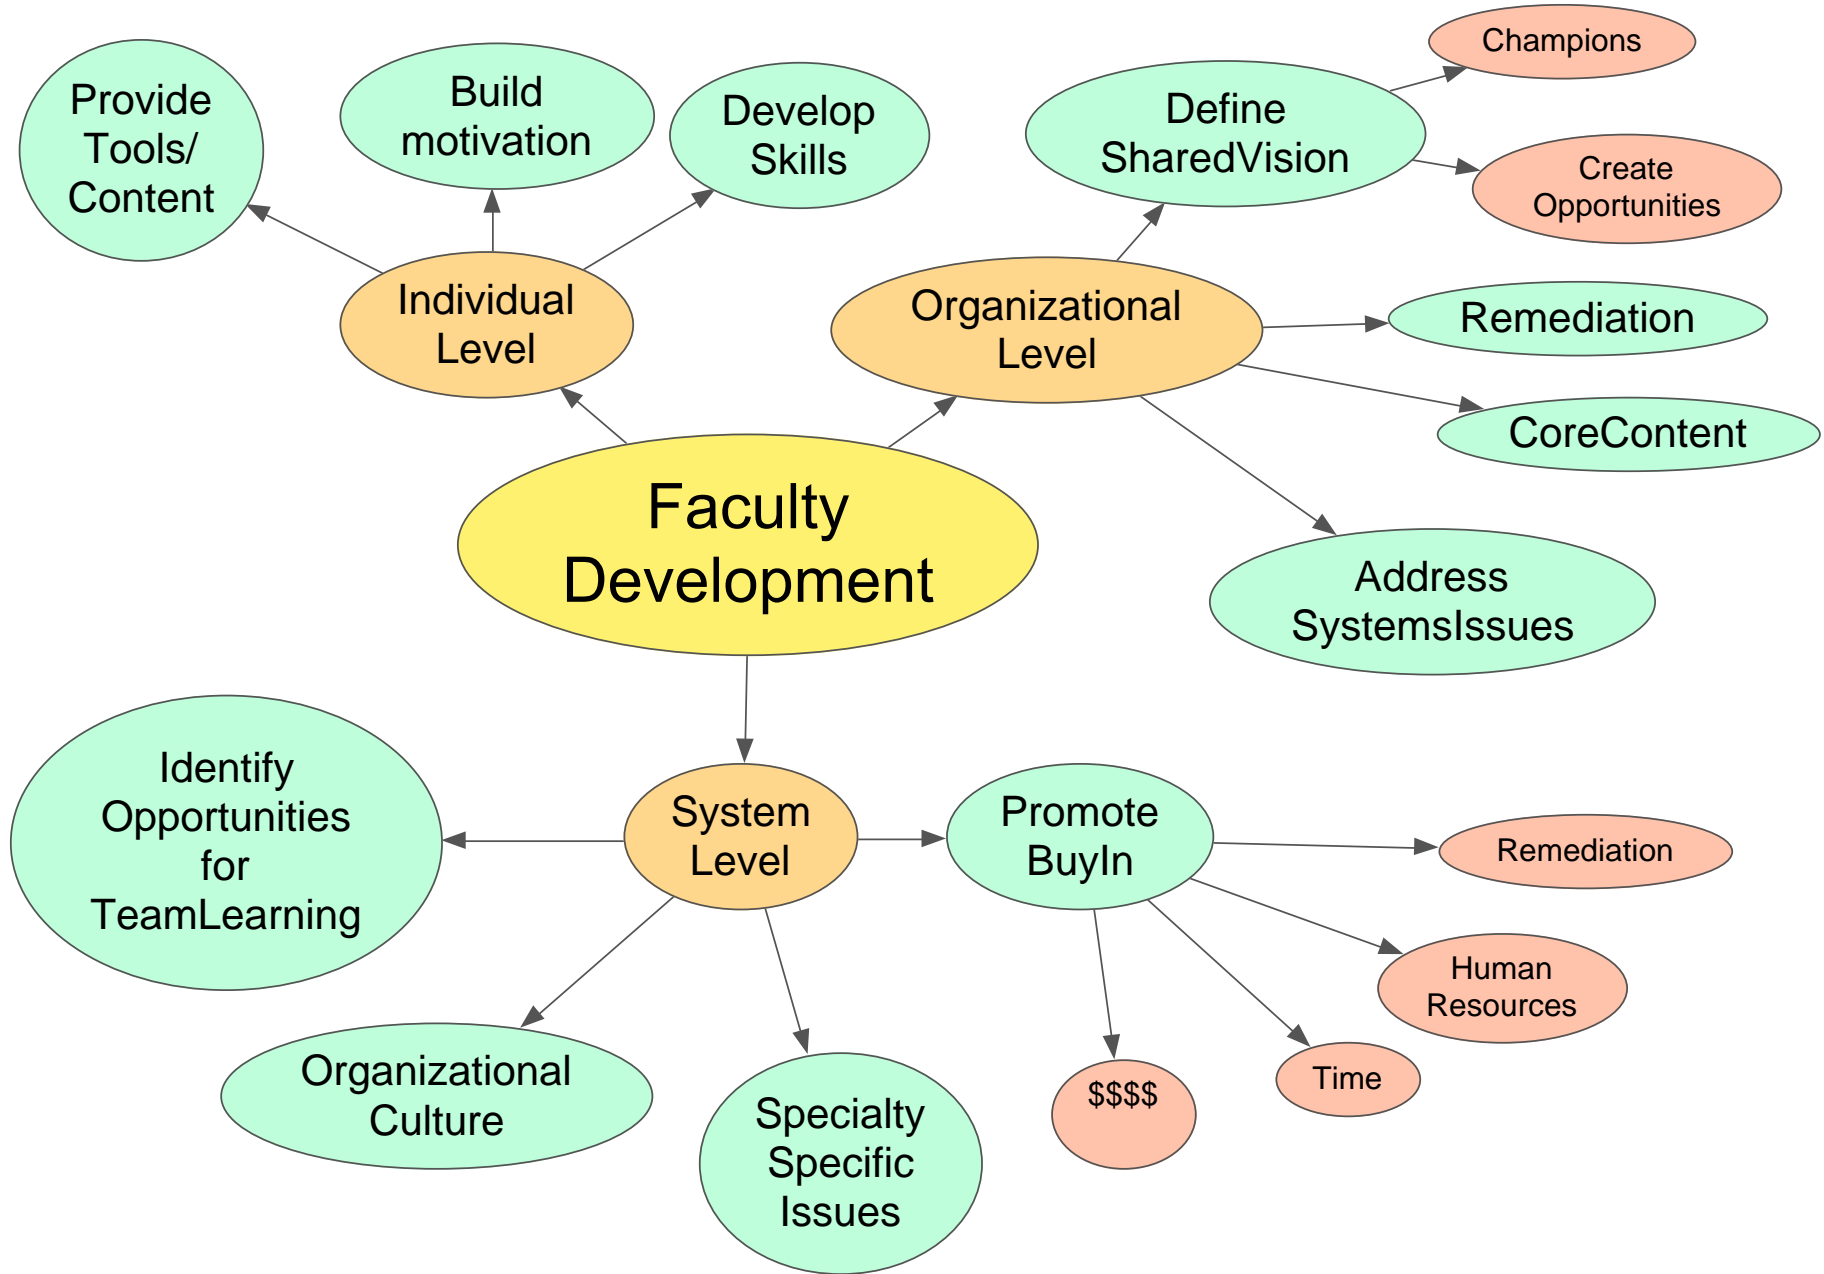 Provide
Tools/
Content
Build
motivation
Develop
Skills
Individual
Level
Champions
Define
SharedVision
Create
Opportunities
Organizational
Level
Remediation
CoreContent
Address
SystemsIssues
Faculty
Development
Identify
Opportunities
for
TeamLearning
System
Level
Promote
BuyIn
Remediation
Human
Resources
Time
$$$$
Organizational
Culture
Specialty
Specific
Issues